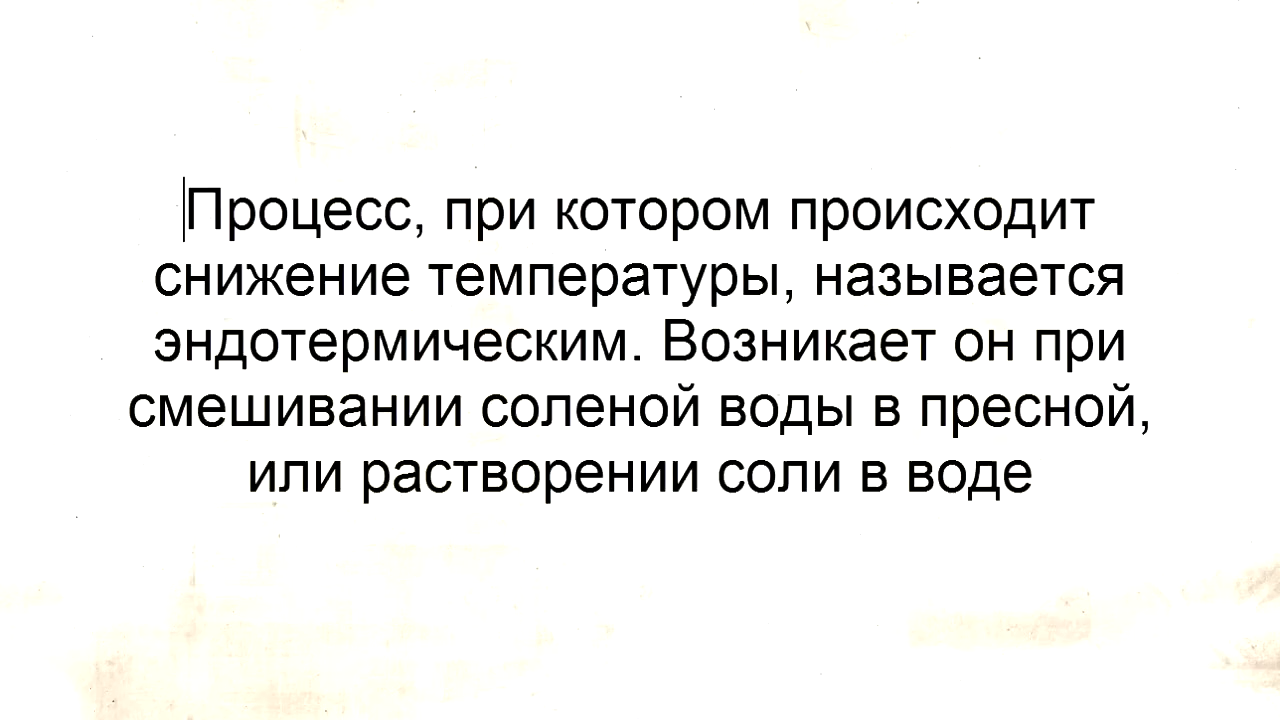 Процесс, при котором происходит
снижение температуры, называется
эндотермическим. Возникает он при
смешивании соленой воды в пресной,
или растворении соли в воде